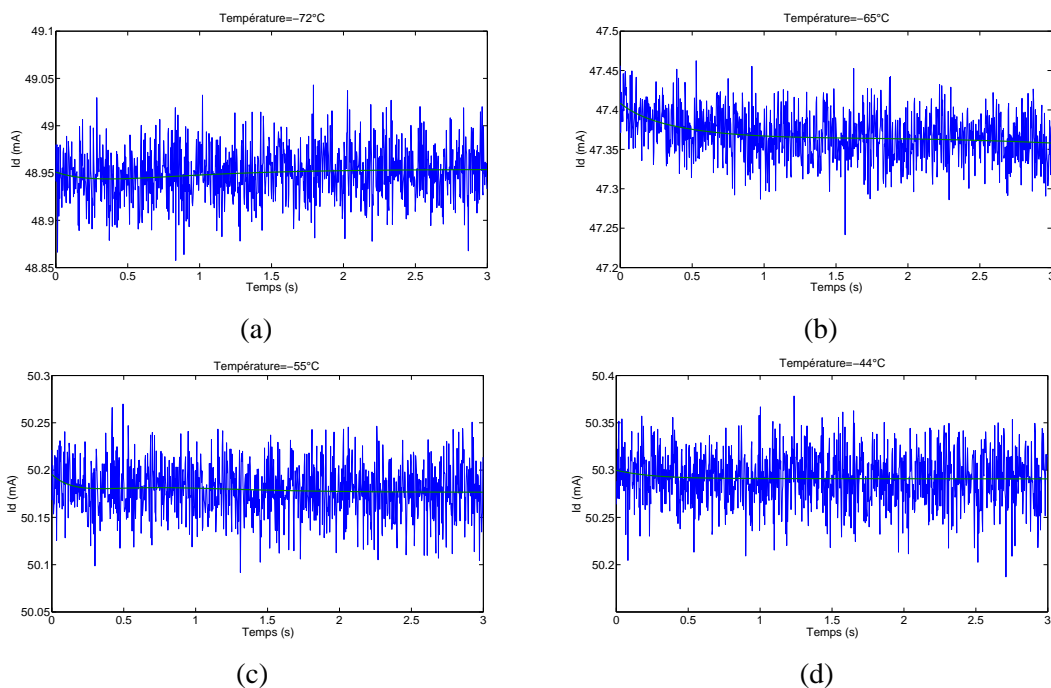 Température=−72°C
49.1
49.05
49
48.95
48.9
48.85
Id (mA)
0 0.5 1 1.5 2 2.5 3
Temps (s)
(a)
Température=−65°C
47.5
47.45
47.4
47.35
47.3
47.25
47.2
Id (mA)
0 0.5 1 1.5 2 2.5 3
Temps (s)
(b)
Température=−55°C
50.3
50.25
50.2
50.15
50.1
50.05
Id (mA)
0 0.5 1 1.5 2 2.5 3
Temps (s)
(c)
Température=−44°C
50.4
50.35
50.3
50.25
50.2
Id (mA)
0 0.5 1 1.5 2 2.5 3
Temps (s)
(d)